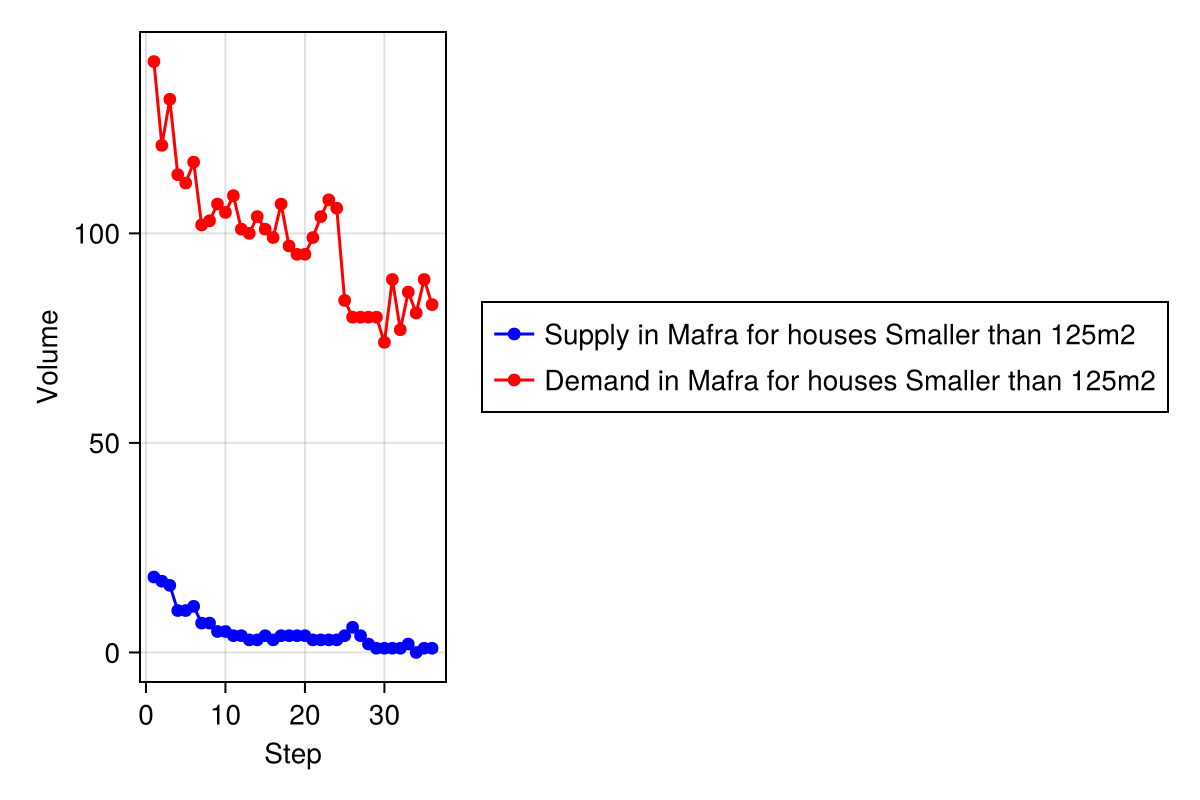 100
50
0
Volume
0 10 20 30
Step
Supply in Mafra for houses Smaller than 125m2
Demand in Mafra for houses Smaller than 125m2